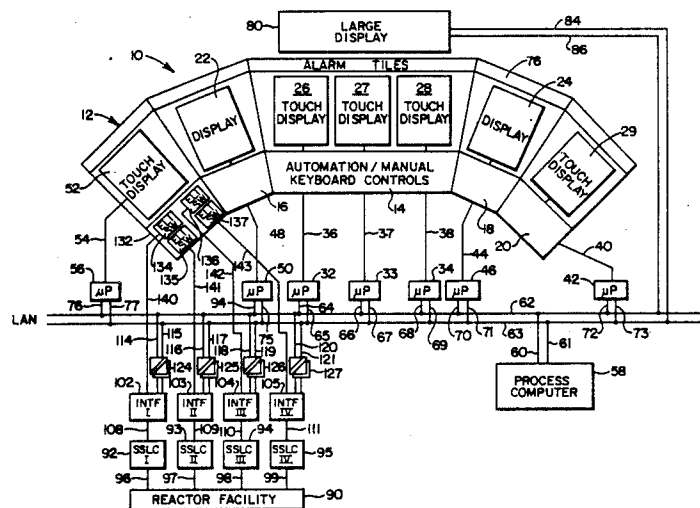 80
LARGE
DISPLAY
84
86
10
22
ALARM TILES
76
24
12
DISPLAY
26
TOUCH
DISPLAY
27
TOUCH
DISPLAY
28
TOUCH
DISPLAY
DISPLAY
29
52
TOUCH
DISPLAY
TOUCH
DISPLAY
AUTOMATION / MANUAL
KEYBOARD CONTROLS
16
14
18
20
54
132
134
135
136
137
142
143
140
141
48
36
37
38
44
40
56
μP
50
μP
32
μP
33
μP
34
μP
46
μP
42
μP
76
77
94
75
64
65
66
67
68
69
70
71
72
73
62
63
LAN
114
115
116
117
118
119
120
121
60
61
58
PROCESS
COMPUTER
124
125
126
127
102
INTF
I
103
INTF
II
104
INTF
III
105
INTF
IV
108
109
110
111
92
SSLC
I
93
SSLC
II
94
SSLC
III
95
SSLC
IV
96
97
98
99
REACTOR FACILITY
90